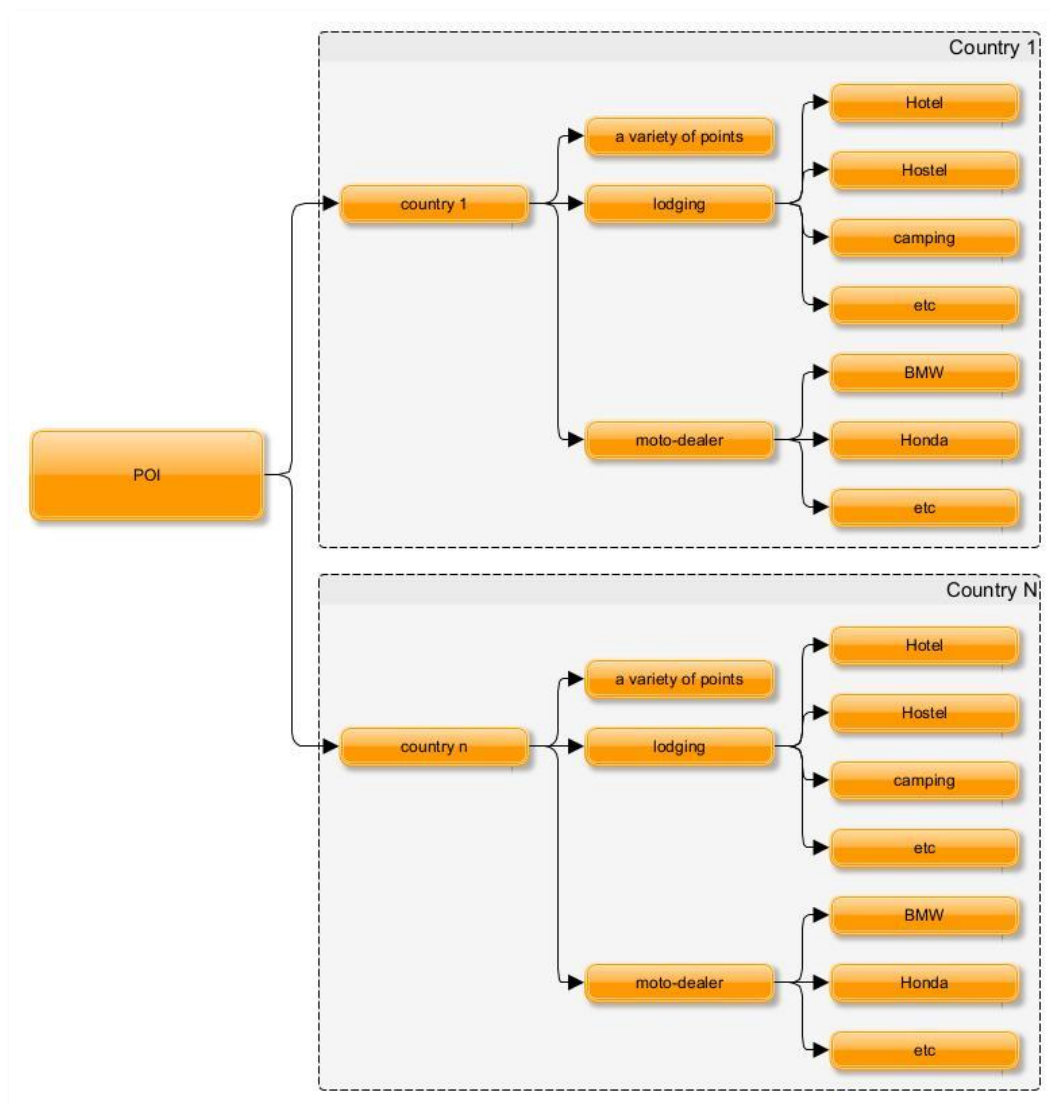 Country 1
Hotel
a variety of points
Hostel
country 1
lodging
camping
etc
BMW
moto-dealer
Honda
POI
etc
Country N
Hotel
a variety of points
Hostel
country n
lodging
camping
etc
BMW
moto-dealer
Honda
etc